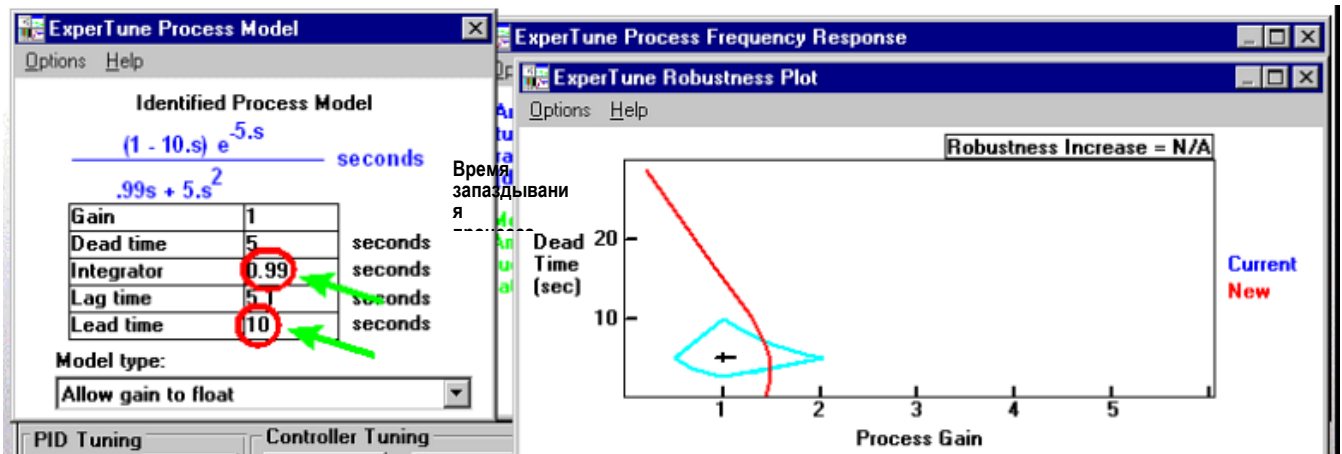 ExperTune Process Model
Options Help
Identified Process Model
(1 - 10.s) e^-5.s
seconds
.99s + 5.s^2
Gain 1
Dead time 5 seconds
Integrator 0.99 seconds
Lag time 5 seconds
Lead time 10 seconds
Model type:
Allow gain to float
PID Tuning
Controller Tuning
Время
запаздывани
я
ExperTune Process Frequency Response
ExperTune Robustness Plot
Options Help
Robustness Increase = N/A
Dead
Time
(sec)
20
10
1 2 3 4 5
Process Gain
Current
New